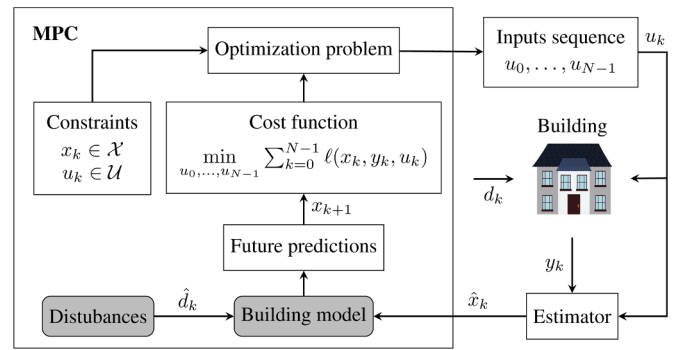 MPC
Optimization problem
Inputs sequence
u_0, . . . , u_{N−1}
u_k
Constraints
x_k ∈ 𝒳
u_k ∈ 𝒰
Cost function
min_{u_0,...,u_{N−1}} ∑_{k=0}^{N−1} ℓ(x_k, y_k, u_k)
Building
d_k
x_{k+1}
Future predictions
y_k
Distubances
d̂_k
Building model
x̂_k
Estimator